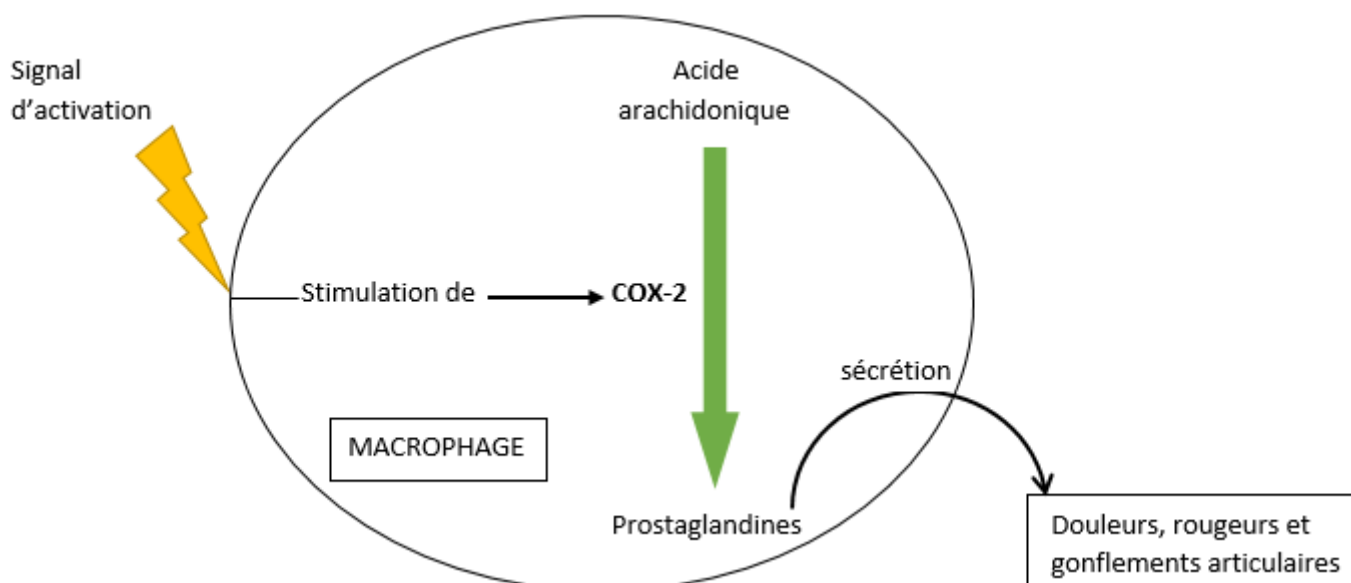 Signal
d’activation
Acide
arachidonique
Stimulation de
COX-2
sécrétion
MACROPHAGE
Prostaglandines
Douleurs, rougeurs et
gonflements articulaires